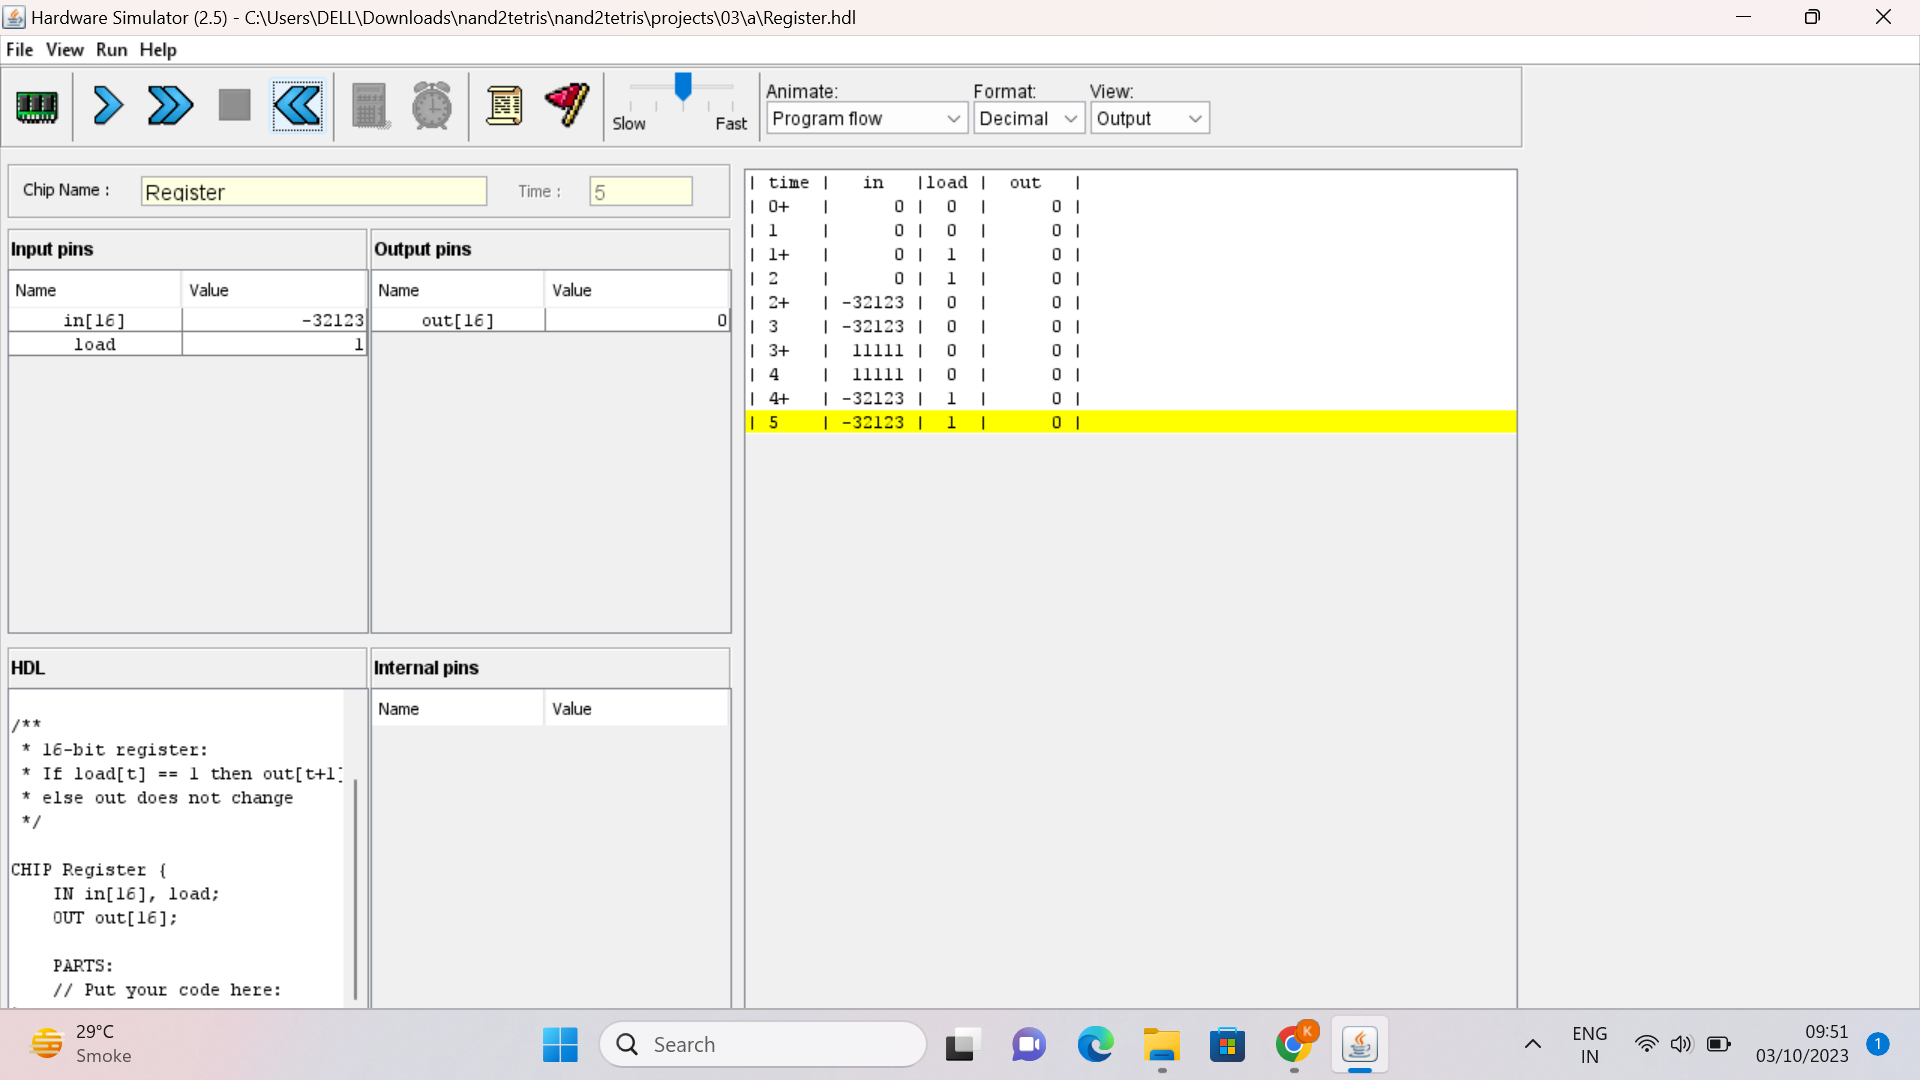 Hardware Simulator (2.5) - C:\Users\DELL\Downloads\nand2tetris\nand2tetris\projects\03\a\Register.hdl
File View Run Help
Slow Fast
Animate: Format: View:
Program flow Decimal Output
Chip Name : Register Time : 5
Input pins
Name Value
in[16] -32123
load 1
Output pins
Name Value
out[16] 0
HDL
/**
* 16-bit register:
* If load[t] == 1 then out[t+1]
* else out does not change
*/
CHIP Register {
IN in[16], load;
OUT out[16];
PARTS:
// Put your code here:
Internal pins
Name Value
| time | in |load | out |
| 0+ | 0 | 0 | 0 |
| 1 | 0 | 0 | 0 |
| 1+ | 0 | 1 | 0 |
| 2 | 0 | 1 | 0 |
| 2+ | -32123 | 0 | 0 |
| 3 | -32123 | 0 | 0 |
| 3+ | 11111 | 0 | 0 |
| 4 | 11111 | 0 | 0 |
| 4+ | -32123 | 1 | 0 |
| 5 | -32123 | 1 | 0 |
29°C
Smoke
Search
K
ENG
IN
09:51
03/10/2023
1